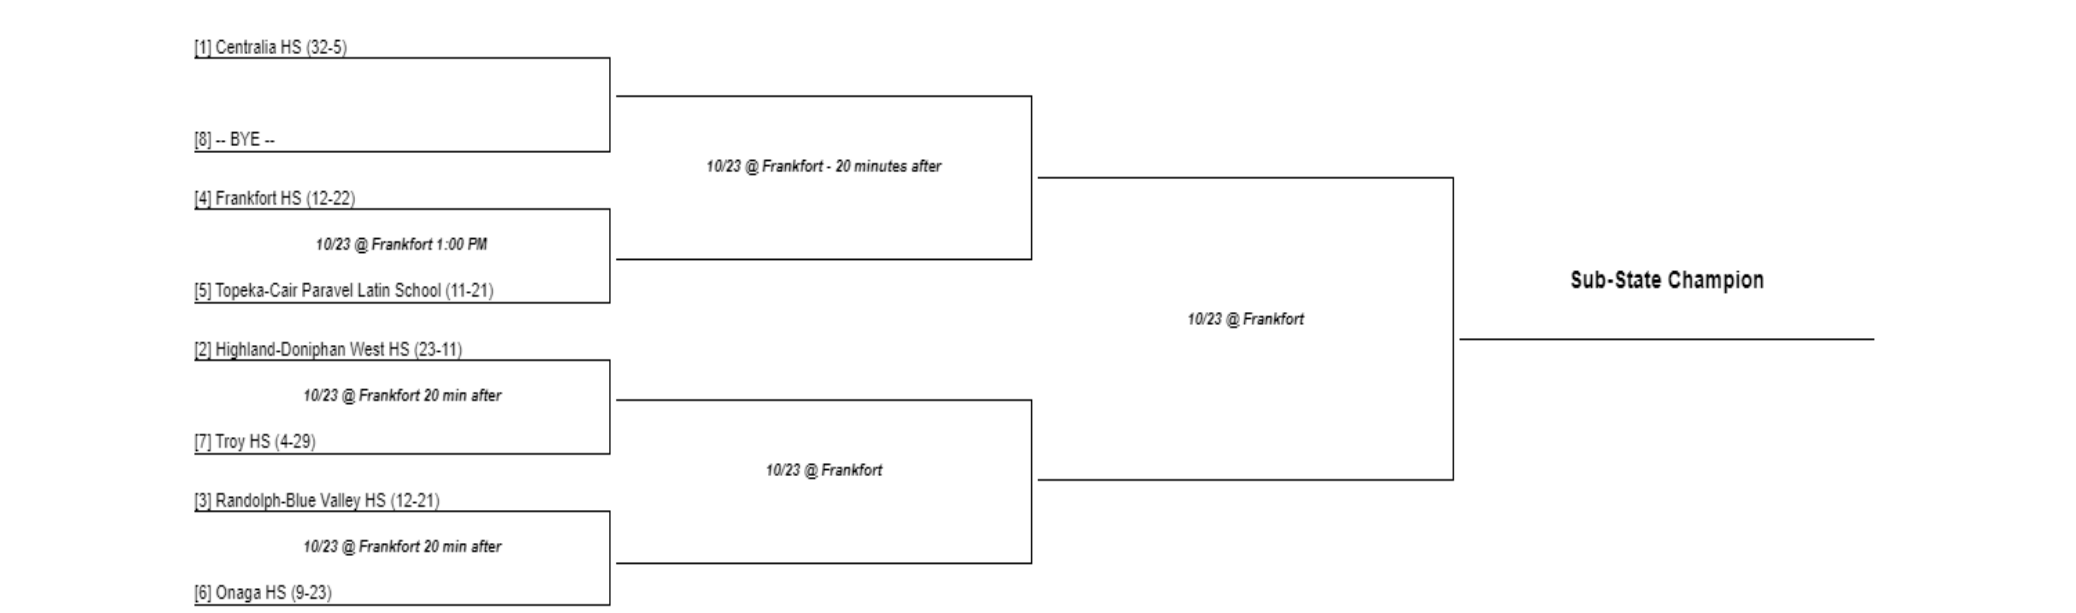 [1] Centralia HS (32-5)
[8] -- BYE --
10/23 @ Frankfort - 20 minutes after
[4] Frankfort HS (12-22)
10/23 @ Frankfort 1:00 PM
[5] Topeka-Cair Paravel Latin School (11-21)
Sub-State Champion
10/23 @ Frankfort
[2] Highland-Doniphan West HS (23-11)
10/23 @ Frankfort 20 min after
[7] Troy HS (4-29)
10/23 @ Frankfort
[3] Randolph-Blue Valley HS (12-21)
10/23 @ Frankfort 20 min after
[6] Onaga HS (9-23)